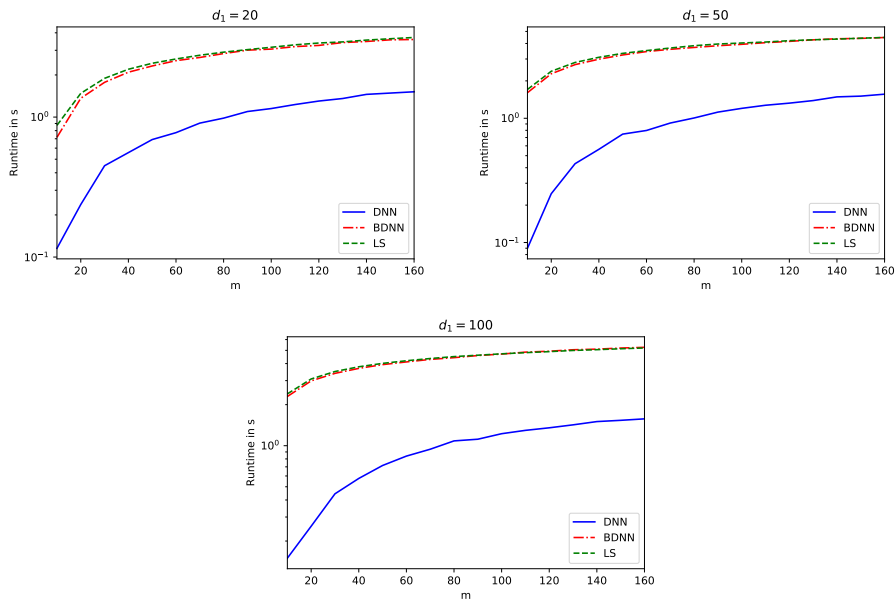 d₁ = 20
Runtime in s
10⁰
10⁻¹
20 40 60 80 100 120 140 160
m
DNN
BDNN
LS
d₁ = 50
Runtime in s
10⁰
10⁻¹
20 40 60 80 100 120 140 160
m
DNN
BDNN
LS
d₁ = 100
Runtime in s
10⁰
20 40 60 80 100 120 140 160
m
DNN
BDNN
LS